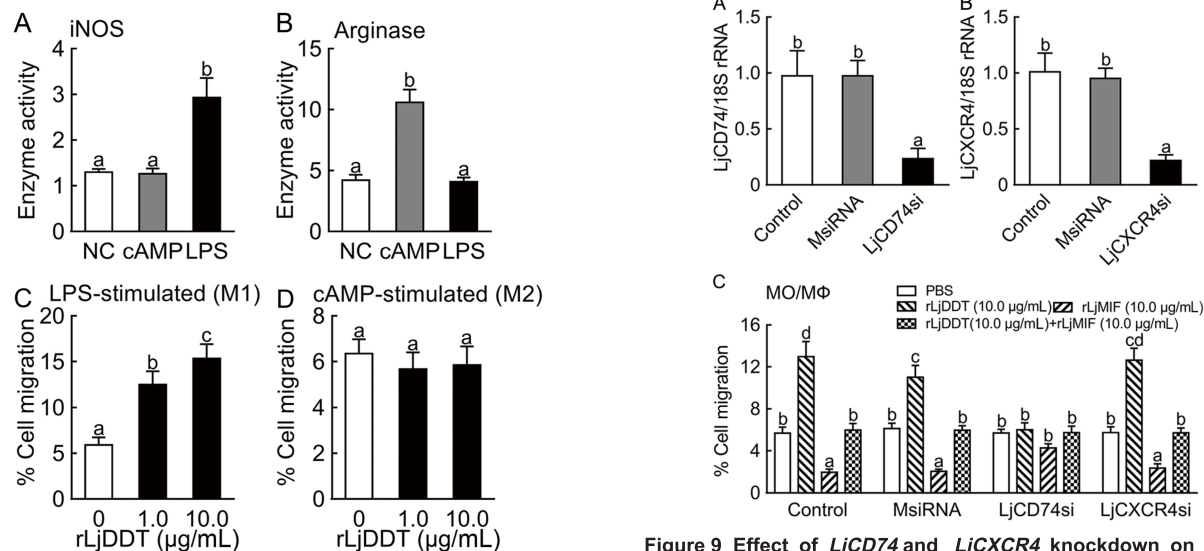 A iNOS
Enzyme activity
4
3
2
1
0
a a b
NC cAMP LPS
B Arginase
Enzyme activity
15
10
5
0
a b a
NC cAMP LPS
C LPS-stimulated (M1)
% Cell migration
20
15
10
5
0
a b c
0 1.0 10.0
rLjDDT (µg/mL)
D cAMP-stimulated (M2)
% Cell migration
8
6
4
2
0
a a a
0 1.0 10.0
rLjDDT (µg/mL)
A
LjCD74/18S rRNA
1.5
1.0
0.5
0
b b a
Control MsiRNA LjCD74si
B
LjCXCR4/18S rRNA
1.5
1.0
0.5
0
b b a
Control MsiRNA LjCXCR4si
C MO/MΦ
PBS
rLjDDT (10.0 µg/mL) rLjMIF (10.0 µg/mL)
rLjDDT(10.0 µg/mL)+rLjMIF (10.0 µg/mL)
% Cell migration
16
12
8
4
0
b d a b b c a b b b b b b cd a b
Control MsiRNA LjCD74si LjCXCR4si
Figure 9 Effect of LjCD74 and LjCXCR4 knockdown on